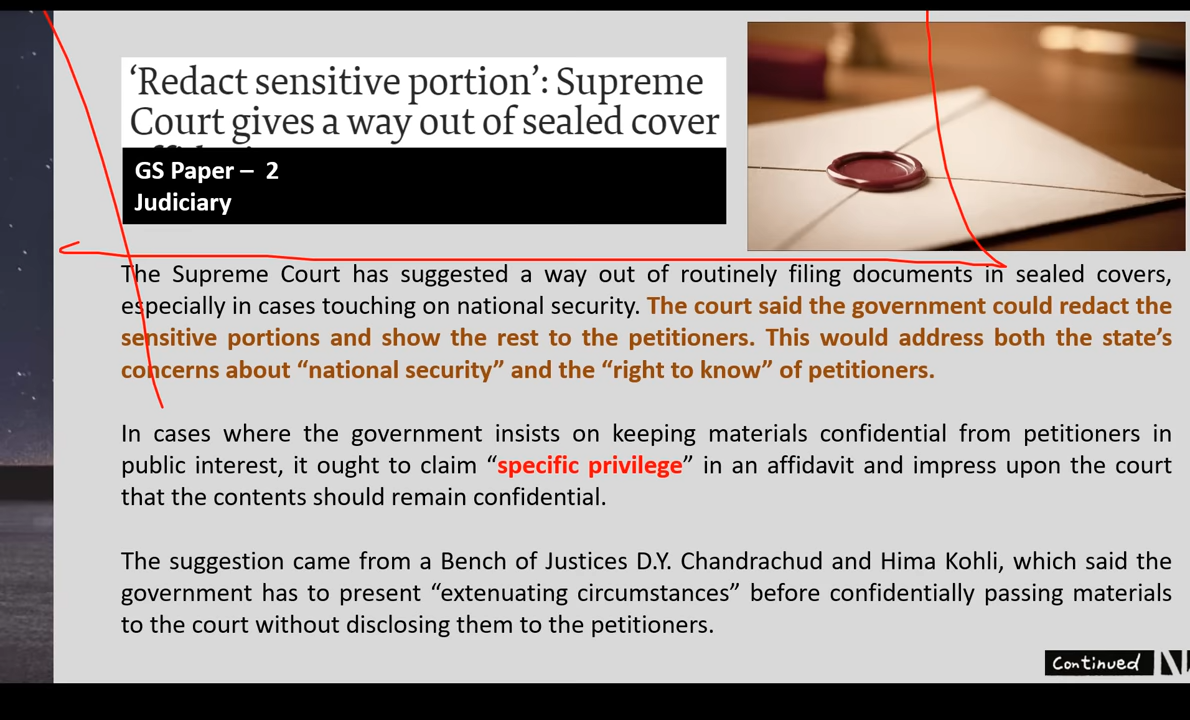 ‘Redact sensitive portion’: Supreme
Court gives a way out of sealed cover
GS Paper – 2
Judiciary
The Supreme Court has suggested a way out of routinely filing documents in sealed covers,
especially in cases touching on national security. The court said the government could redact the
sensitive portions and show the rest to the petitioners. This would address both the state’s
concerns about “national security” and the “right to know” of petitioners.
In cases where the government insists on keeping materials confidential from petitioners in
public interest, it ought to claim “specific privilege” in an affidavit and impress upon the court
that the contents should remain confidential.
The suggestion came from a Bench of Justices D.Y. Chandrachud and Hima Kohli, which said the
government has to present “extenuating circumstances” before confidentially passing materials
to the court without disclosing them to the petitioners.
Continued